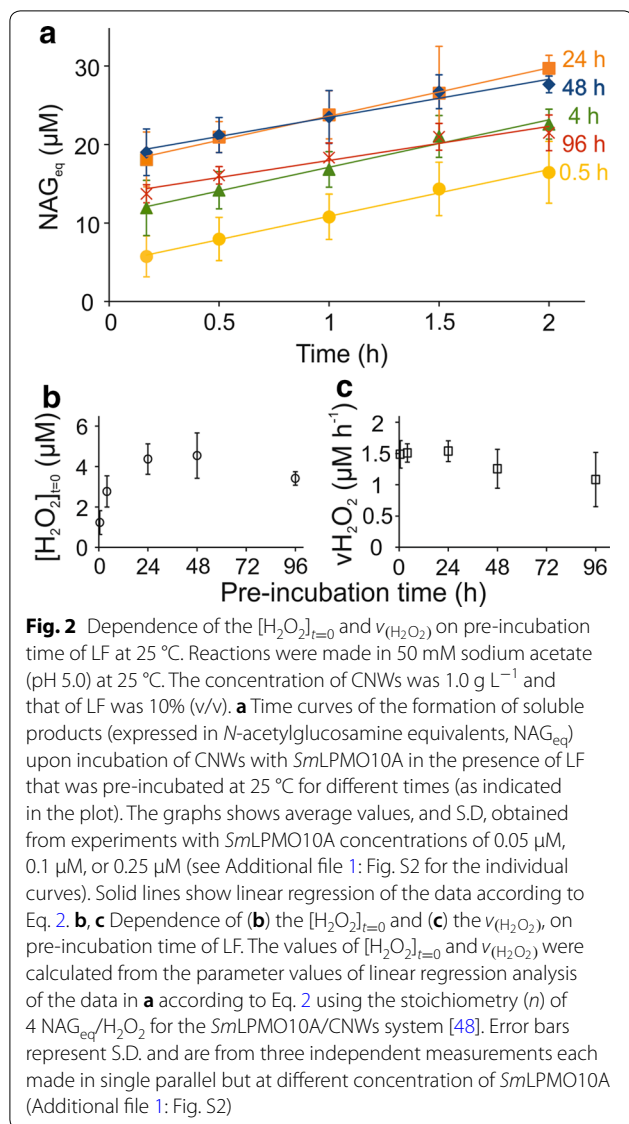 a
NAGeq (µM)
30
20
10
0
0 0.5 1 1.5 2
Time (h)
24 h
48 h
4 h
96 h
0.5 h
b
[H2O2]t=0 (µM)
6
4
2
0
0 24 48 72 96
c
vH2O2 (µM h−1)
2
1.5
1
0.5
0
0 24 48 72 96
Pre-incubation time (h)
Fig. 2 Dependence of the [H2O2]t=0 and v(H2O2) on pre-incubation
time of LF at 25 °C. Reactions were made in 50 mM sodium acetate
(pH 5.0) at 25 °C. The concentration of CNWs was 1.0 g L−1 and
that of LF was 10% (v/v). a Time curves of the formation of soluble
products (expressed in N-acetylglucosamine equivalents, NAGeq)
upon incubation of CNWs with SmLPMO10A in the presence of LF
that was pre-incubated at 25 °C for different times (as indicated
in the plot). The graphs shows average values, and S.D, obtained
from experiments with SmLPMO10A concentrations of 0.05 µM,
0.1 µM, or 0.25 µM (see Additional file 1: Fig. S2 for the individual
curves). Solid lines show linear regression of the data according to
Eq. 2. b, c Dependence of (b) the [H2O2]t=0 and (c) the v(H2O2), on
pre-incubation time of LF. The values of [H2O2]t=0 and v(H2O2) were
calculated from the parameter values of linear regression analysis
of the data in a according to Eq. 2 using the stoichiometry (n) of
4 NAGeq/H2O2 for the SmLPMO10A/CNWs system [48]. Error bars
represent S.D. and are from three independent measurements each
made in single parallel but at different concentration of SmLPMO10A
(Additional file 1: Fig. S2)